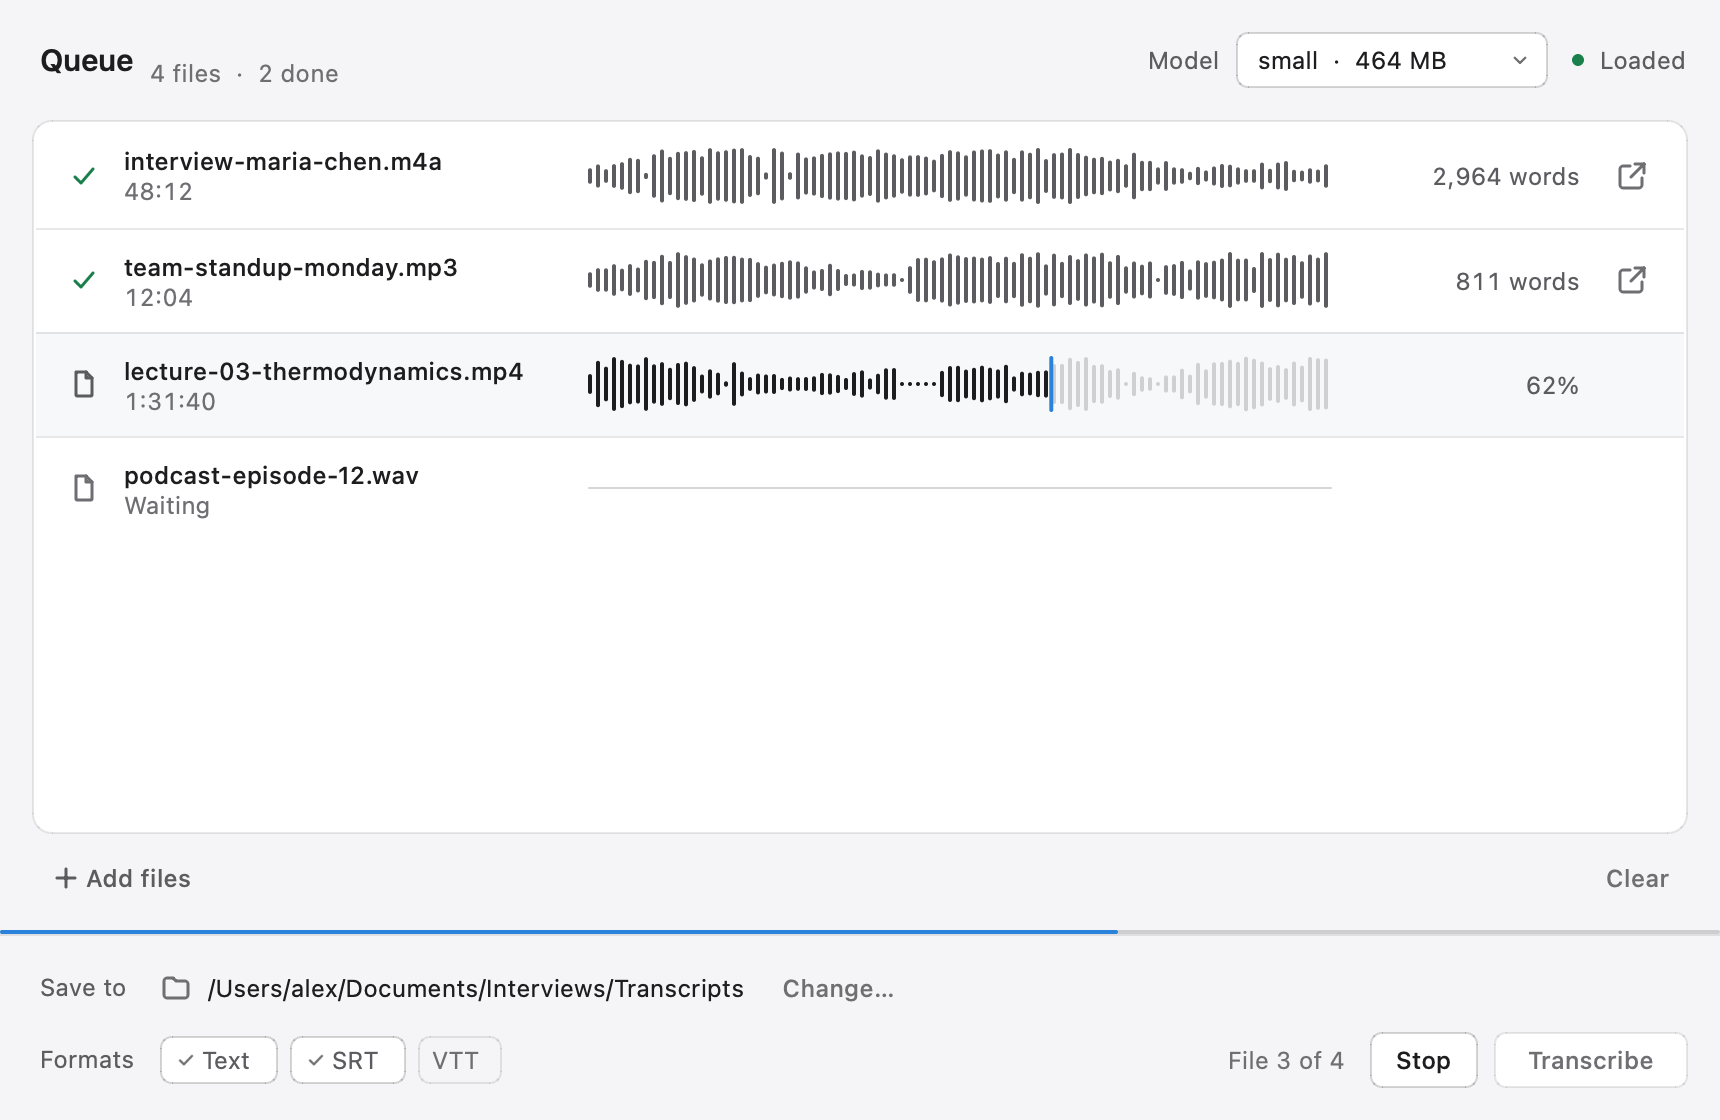 Queue 4 files · 2 done
Model small · 464 MB Loaded
interview-maria-chen.m4a
48:12
2,964 words
team-standup-monday.mp3
12:04
811 words
lecture-03-thermodynamics.mp4
1:31:40
62%
podcast-episode-12.wav
Waiting
Add files
Clear
Save to /Users/alex/Documents/Interviews/Transcripts Change...
Formats Text SRT VTT
File 3 of 4 Stop Transcribe